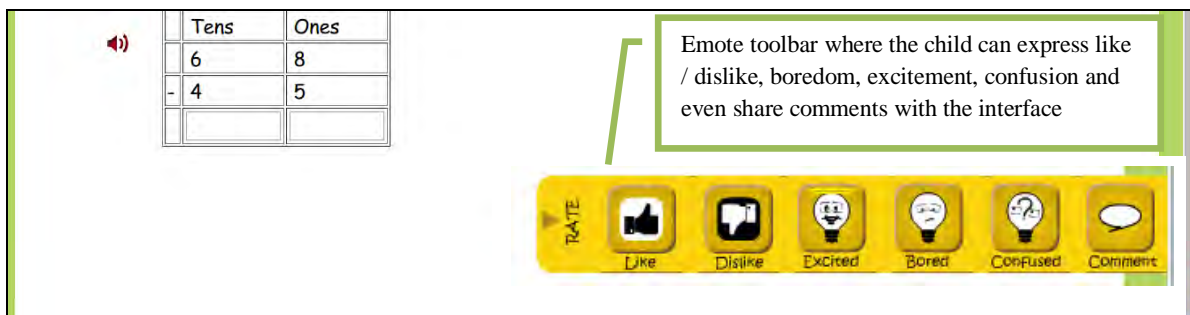 Tens Ones
6 8
- 4 5
Emote toolbar where the child can express like
/ dislike, boredom, excitement, confusion and
even share comments with the interface
RATE
Like Dislike Excited Bored Confused Comment